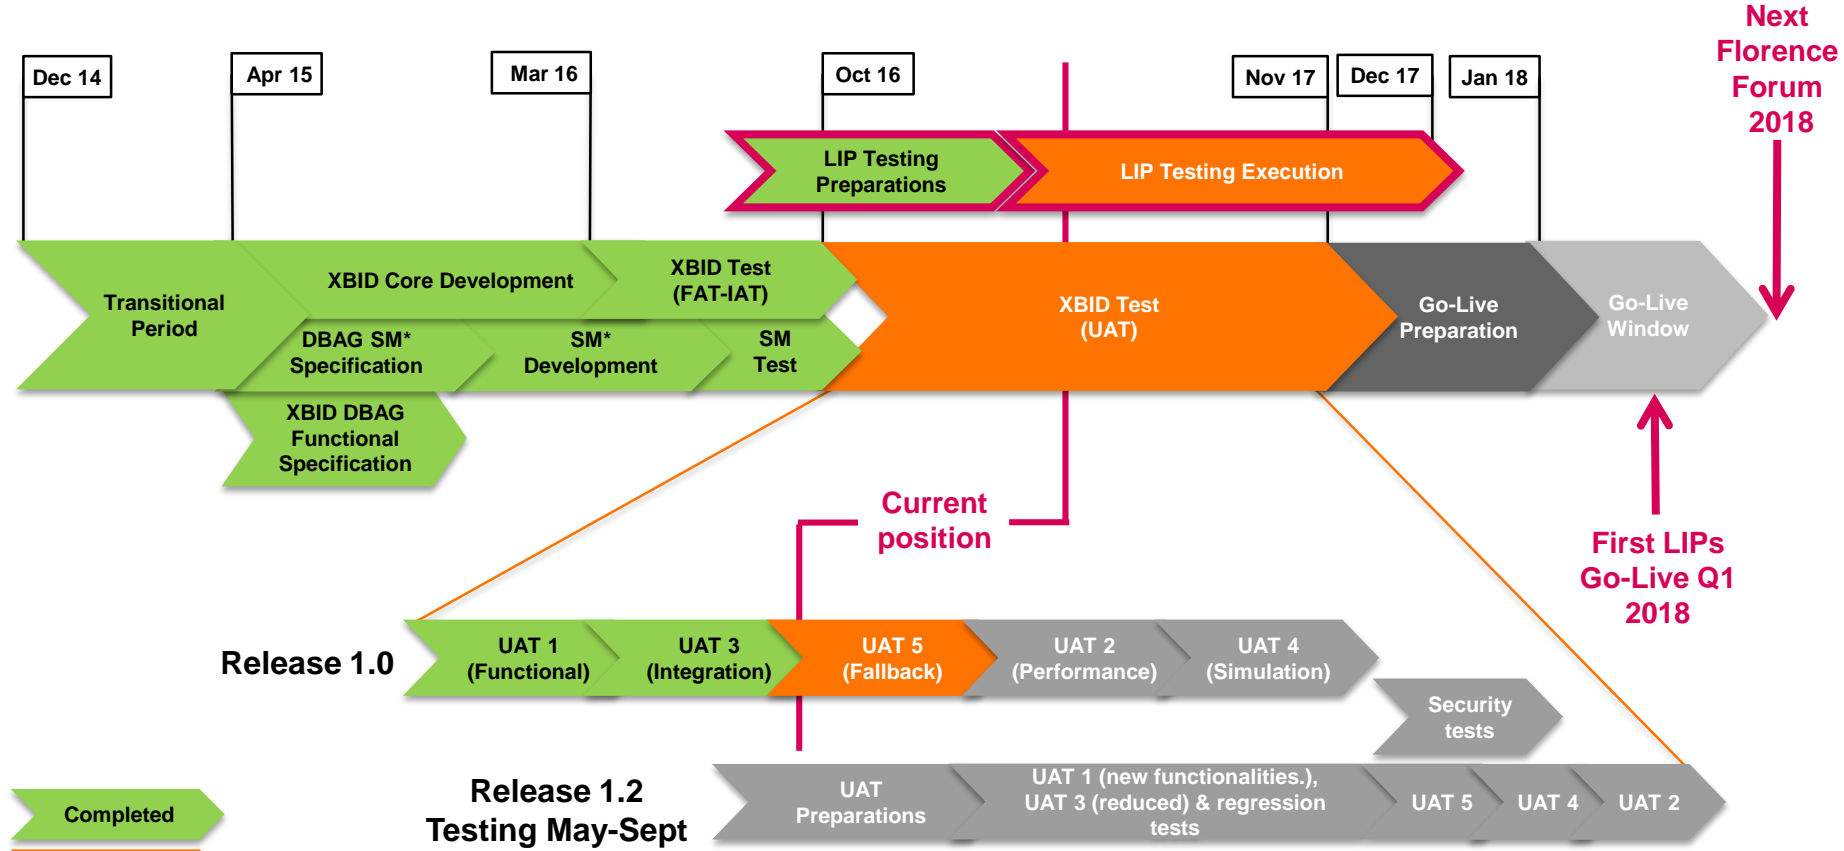 Next
Florence
Forum
2018
Dec 14
Apr 15
Mar 16
Oct 16
Nov 17
Dec 17
Jan 18
LIP Testing
Preparations
LIP Testing Execution
Transitional
Period
XBID Core Development
XBID Test
(FAT-IAT)
DBAG SM*
Specification
SM*
Development
SM
Test
XBID Test
(UAT)
Go-Live
Preparation
Go-Live
Window
XBID DBAG
Functional
Specification
Current
position
First LIPs
Go-Live Q1
2018
Release 1.0
UAT 1
(Functional)
UAT 3
(Integration)
UAT 5
(Fallback)
UAT 2
(Performance)
UAT 4
(Simulation)
Security
tests
Release 1.2
Testing May-Sept
UAT
Preparations
UAT 1 (new functionalities.),
UAT 3 (reduced) & regression
tests
UAT 5
UAT 4
UAT 2
Completed